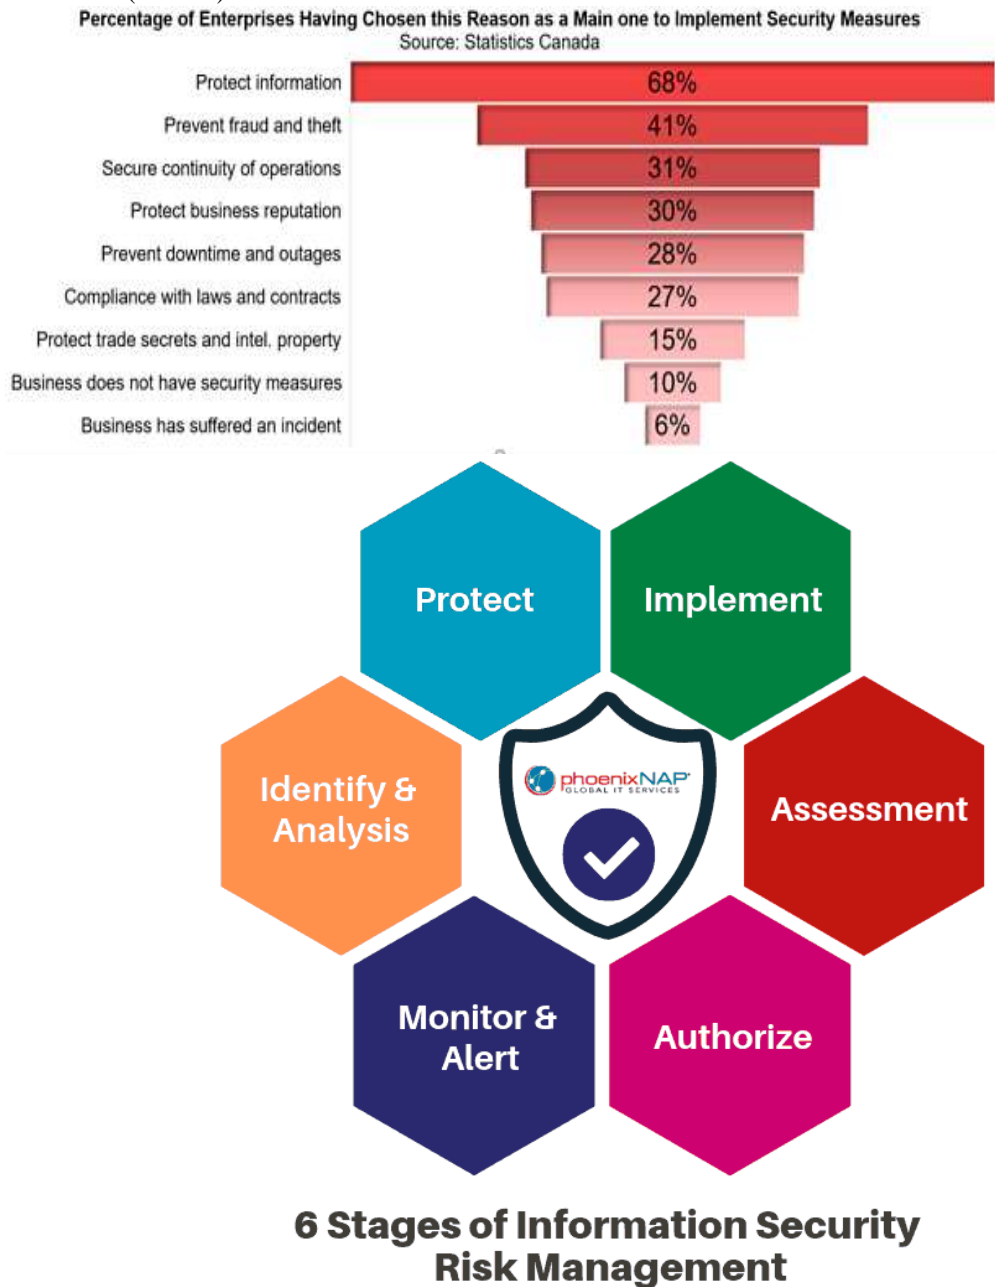 Percentage of Enterprises Having Chosen this Reason as a Main one to Implement Security Measures
Source: Statistics Canada
Protect information 68%
Prevent fraud and theft 41%
Secure continuity of operations 31%
Protect business reputation 30%
Prevent downtime and outages 28%
Compliance with laws and contracts 27%
Protect trade secrets and intel. property 15%
Business does not have security measures 10%
Business has suffered an incident 6%
Protect
Implement
Identify &
Analysis
phoenixNAP
GLOBAL IT SERVICES
Assessment
Monitor &
Alert
Authorize
6 Stages of Information Security
Risk Management